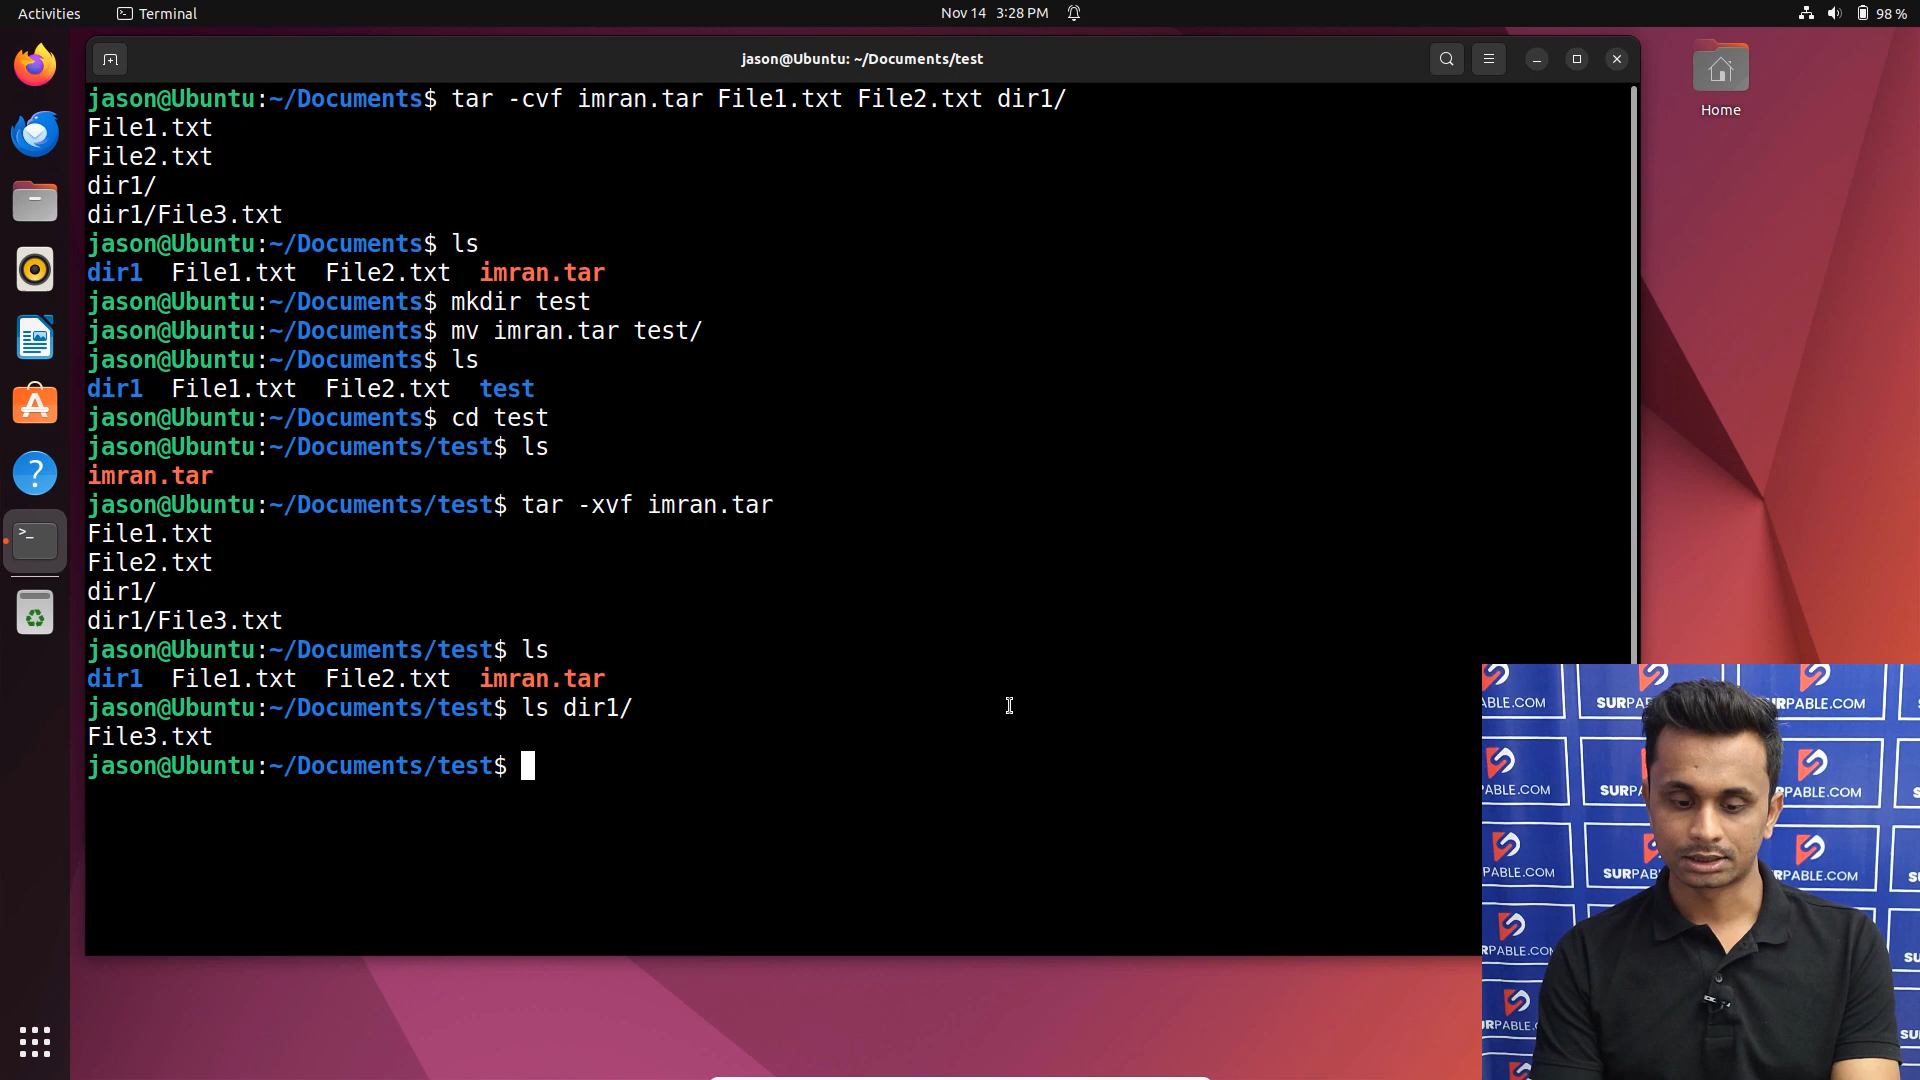 Activities Terminal Nov 14 3:28 PM 98 %
jason@Ubuntu: ~/Documents/test
Home
jason@Ubuntu:~/Documents$ tar -cvf imran.tar File1.txt File2.txt dir1/
File1.txt
File2.txt
dir1/
dir1/File3.txt
jason@Ubuntu:~/Documents$ ls
dir1 File1.txt File2.txt imran.tar
jason@Ubuntu:~/Documents$ mkdir test
jason@Ubuntu:~/Documents$ mv imran.tar test/
jason@Ubuntu:~/Documents$ ls
dir1 File1.txt File2.txt test
jason@Ubuntu:~/Documents$ cd test
jason@Ubuntu:~/Documents/test$ ls
imran.tar
jason@Ubuntu:~/Documents/test$ tar -xvf imran.tar
File1.txt
File2.txt
dir1/
dir1/File3.txt
jason@Ubuntu:~/Documents/test$ ls
dir1 File1.txt File2.txt imran.tar
jason@Ubuntu:~/Documents/test$ ls dir1/
File3.txt
jason@Ubuntu:~/Documents/test$